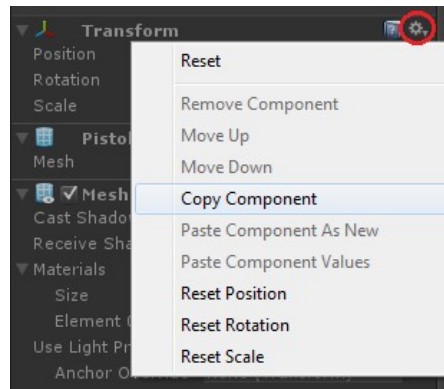 Transform
Position
Rotation
Scale
Pistol
Mesh
Mesh
Cast Shado
Receive Sha
Materials
Size
Element
Use Light Pr
Anchor O
Reset
Remove Component
Move Up
Move Down
Copy Component
Paste Component As New
Paste Component Values
Reset Position
Reset Rotation
Reset Scale